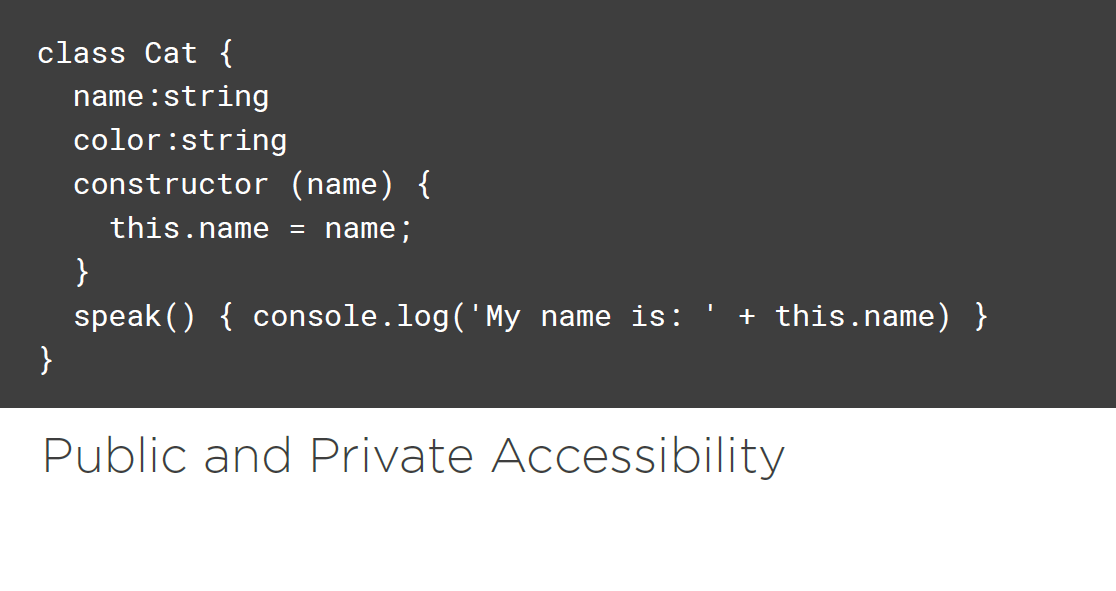 class Cat {
  name:string
  color:string
  constructor (name) {
    this.name = name;
  }
  speak() { console.log('My name is: ' + this.name) }
}
Public and Private Accessibility